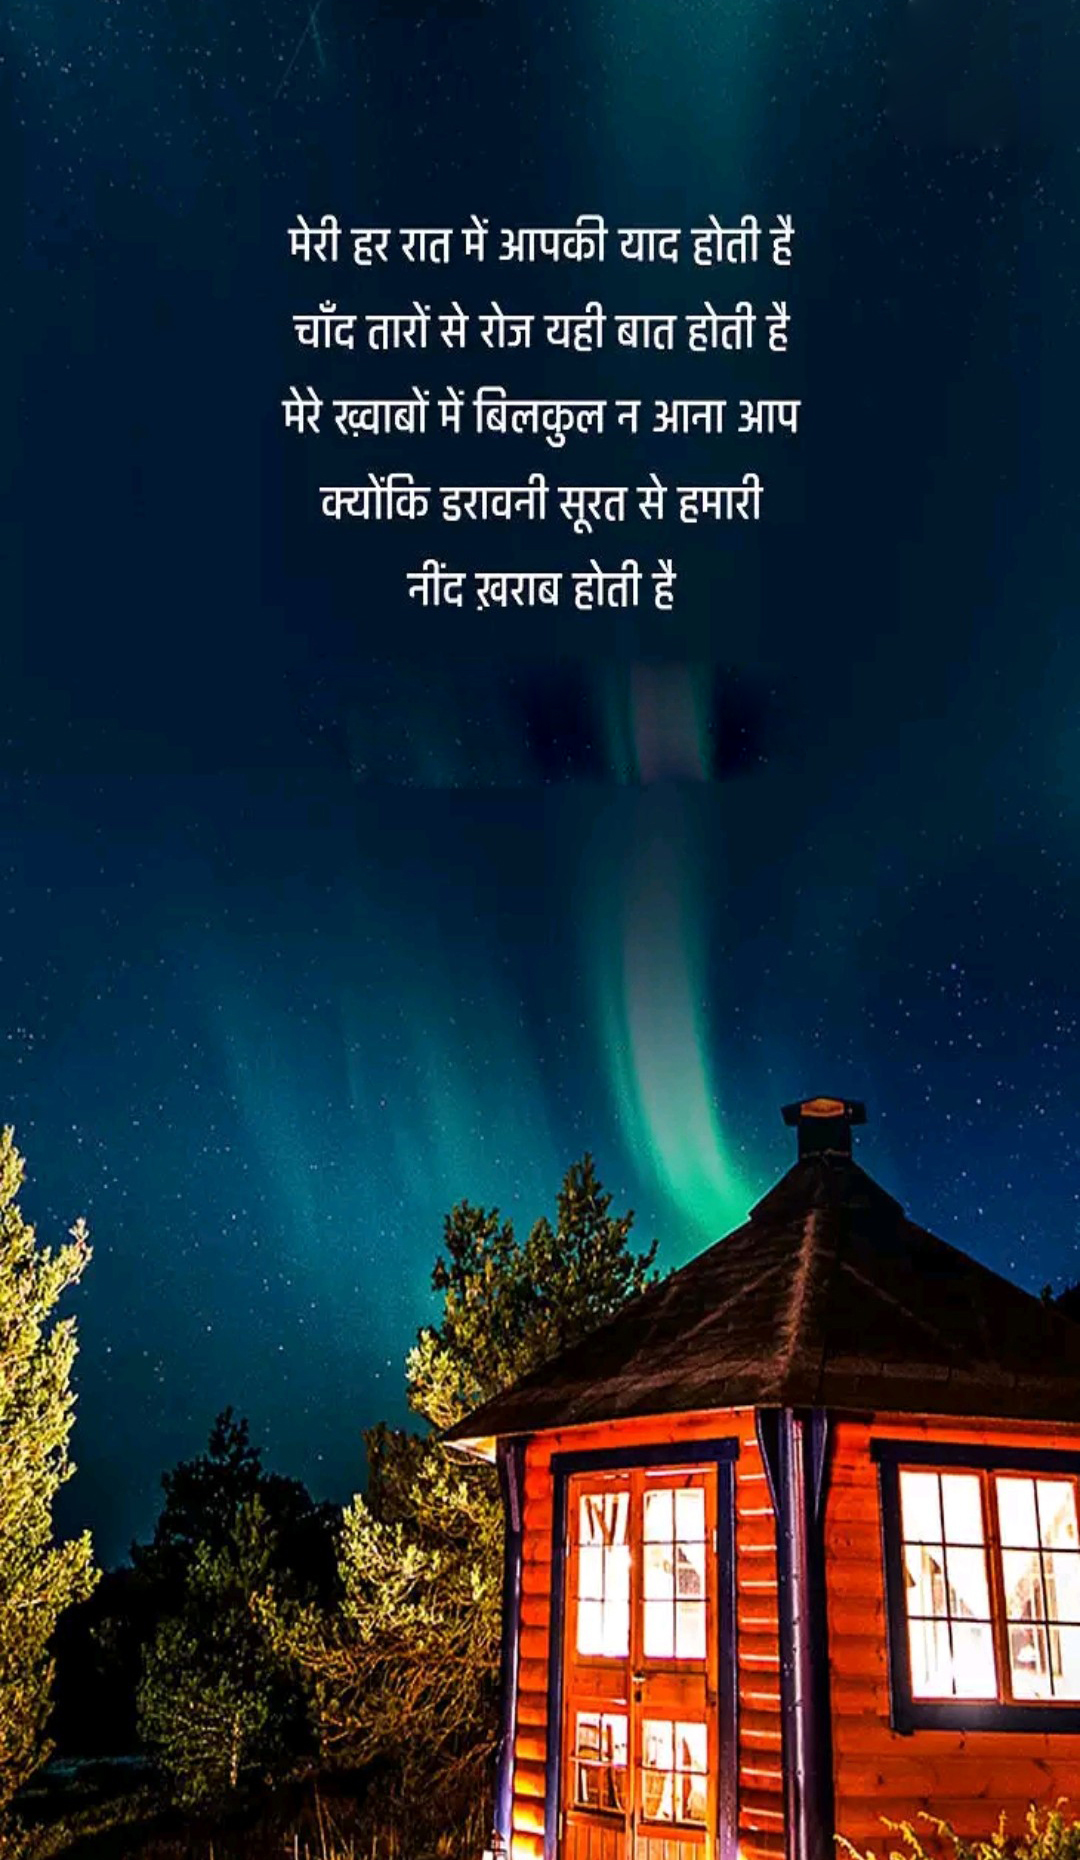 मेरी हर रात में आपकी याद होती है
चाँद तारों से रोज यही बात होती है
मेरे ख़्वाबों में बिलकुल न आना आप
क्योंकि डरावनी सूरत से हमारी
नींद ख़राब होती है